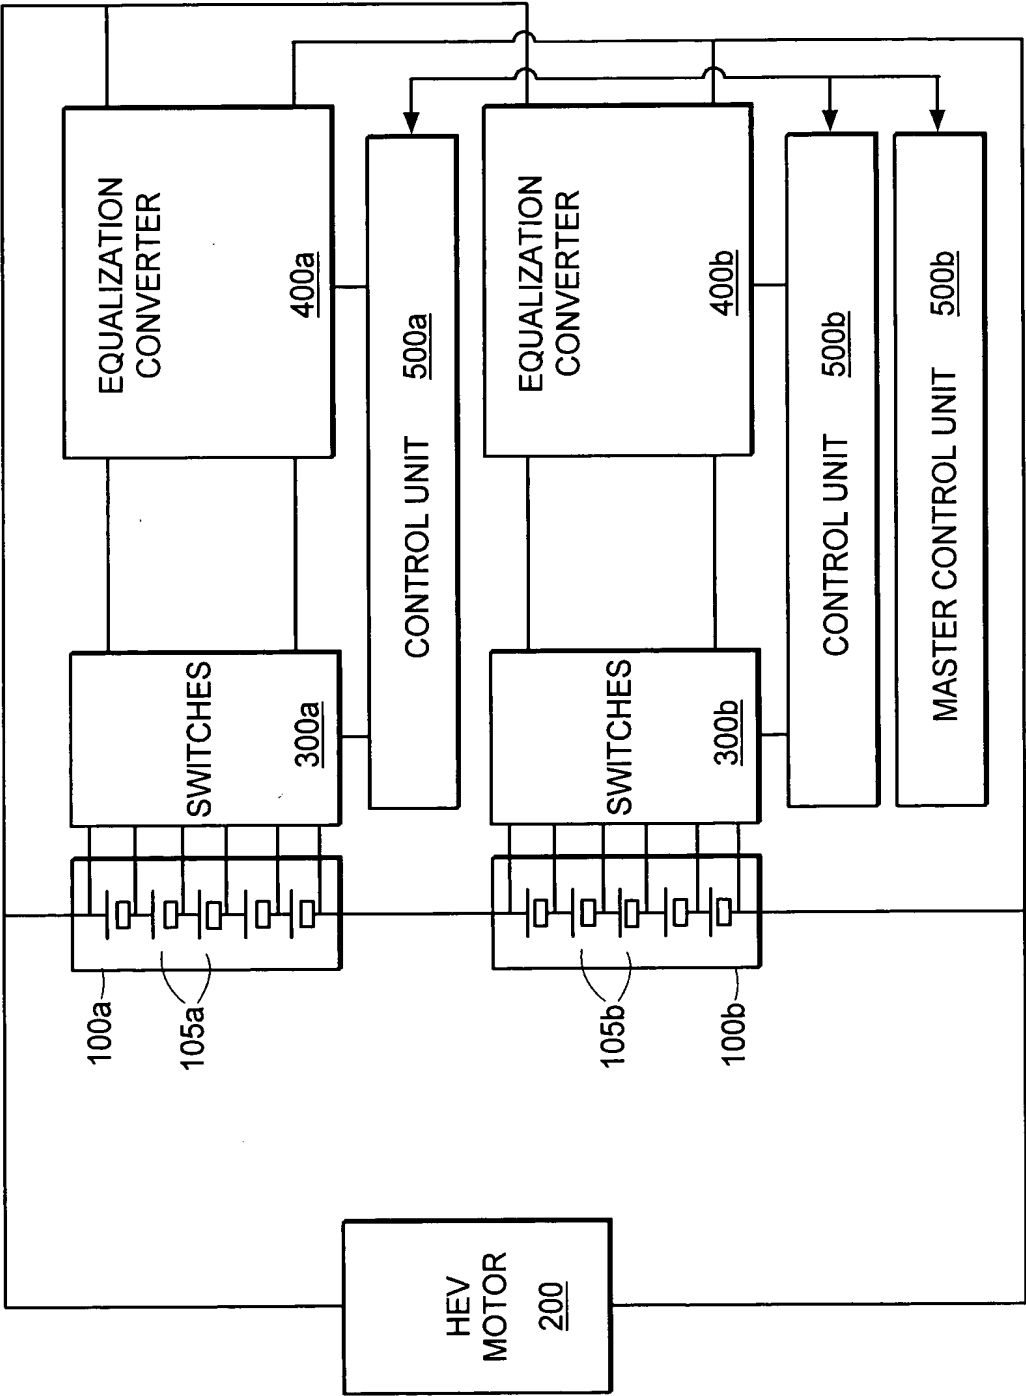 HEV
MOTOR
200
100a
105a
105b
100b
SWITCHES
300a
SWITCHES
300b
EQUALIZATION
CONVERTER
400a
CONTROL UNIT 500a
EQUALIZATION
CONVERTER
400b
CONTROL UNIT 500b
MASTER CONTROL UNIT 500b